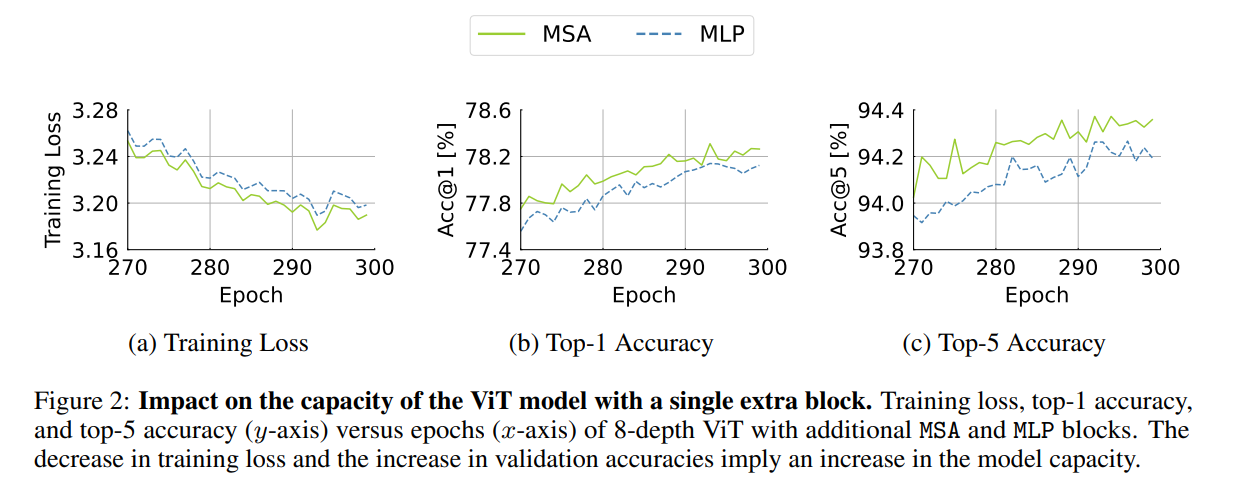 MSA MLP
3.28
3.24
3.20
3.16
Training Loss
270 280 290 300
Epoch
(a) Training Loss
78.6
78.2
77.8
77.4
Acc@1 [%]
270 280 290 300
Epoch
(b) Top-1 Accuracy
94.4
94.2
94.0
93.8
Acc@5 [%]
270 280 290 300
Epoch
(c) Top-5 Accuracy
Figure 2: Impact on the capacity of the ViT model with a single extra block. Training loss, top-1 accuracy,
and top-5 accuracy (y-axis) versus epochs (x-axis) of 8-depth ViT with additional MSA and MLP blocks. The
decrease in training loss and the increase in validation accuracies imply an increase in the model capacity.